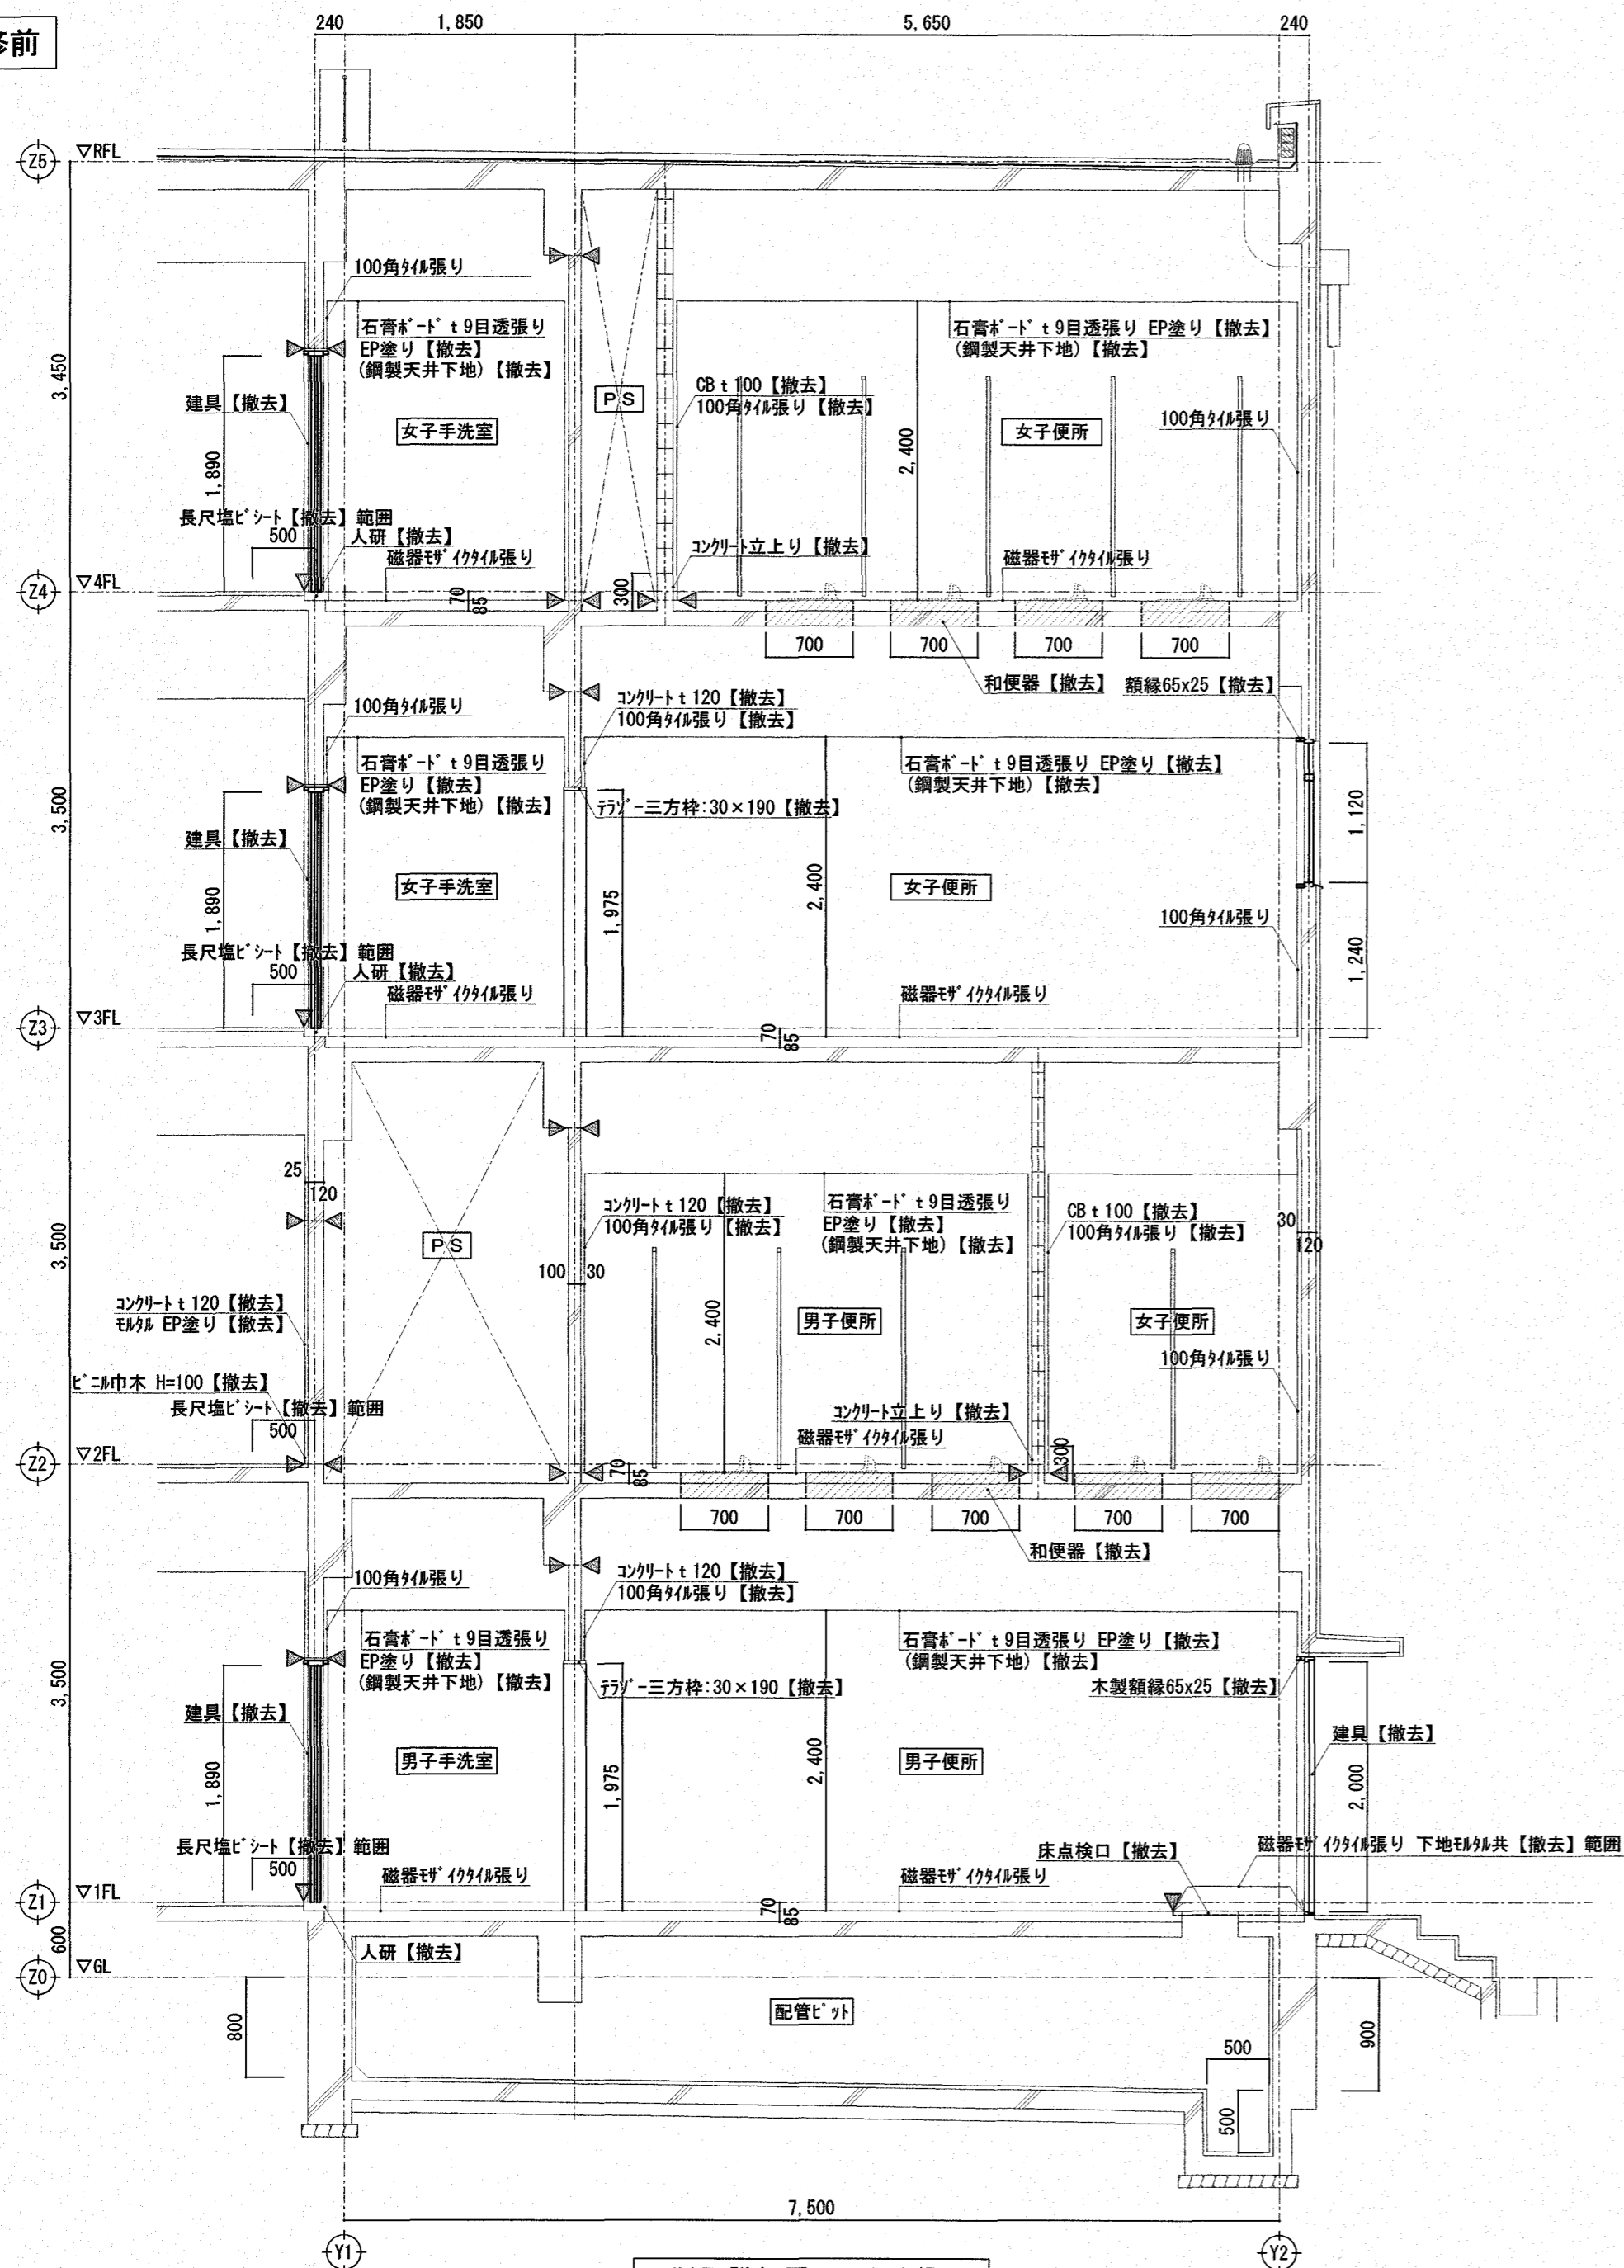 240
1,850
5,650
240
修前
Z5
▽RFL
100角ﾀｲﾙ張り
石膏ﾎﾞｰﾄﾞ t9目透張り
EP塗り【撤去】
(鋼製天井下地)【撤去】
石膏ﾎﾞｰﾄﾞ t9目透張り EP塗り【撤去】
(鋼製天井下地)【撤去】
3,450
建具【撤去】
PS
CB t100【撤去】
100角ﾀｲﾙ張り【撤去】
100角ﾀｲﾙ張り
女子手洗室
女子便所
2,400
1,890
長尺塩ﾋﾞｼｰﾄ【撤去】範囲
500
人研【撤去】
磁器ﾓｻﾞｲｸﾀｲﾙ張り
ｺﾝｸﾘｰﾄ立上り【撤去】
磁器ﾓｻﾞｲｸﾀｲﾙ張り
Z4
▽4FL
70
85
300
700
700
700
700
和便器【撤去】
額縁65x25【撤去】
100角ﾀｲﾙ張り
ｺﾝｸﾘｰﾄ t120【撤去】
100角ﾀｲﾙ張り【撤去】
石膏ﾎﾞｰﾄﾞ t9目透張り
EP塗り【撤去】
(鋼製天井下地)【撤去】
石膏ﾎﾞｰﾄﾞ t9目透張り EP塗り【撤去】
(鋼製天井下地)【撤去】
3,500
ﾃﾗｿﾞｰ三方枠:30×190【撤去】
1,120
建具【撤去】
女子手洗室
女子便所
1,890
1,975
2,400
100角ﾀｲﾙ張り
1,240
長尺塩ﾋﾞｼｰﾄ【撤去】範囲
500
人研【撤去】
磁器ﾓｻﾞｲｸﾀｲﾙ張り
磁器ﾓｻﾞｲｸﾀｲﾙ張り
Z3
▽3FL
70
85
25
120
ｺﾝｸﾘｰﾄ t120【撤去】
100角ﾀｲﾙ張り【撤去】
石膏ﾎﾞｰﾄﾞ t9目透張り
EP塗り【撤去】
(鋼製天井下地)【撤去】
CB t100【撤去】
100角ﾀｲﾙ張り【撤去】
30
120
3,500
PS
100
30
ｺﾝｸﾘｰﾄ t120【撤去】
ﾓﾙﾀﾙ EP塗り【撤去】
2,400
男子便所
女子便所
100角ﾀｲﾙ張り
ﾋﾞﾆﾙ巾木 H=100【撤去】
長尺塩ﾋﾞｼｰﾄ【撤去】範囲
500
ｺﾝｸﾘｰﾄ立上り【撤去】
磁器ﾓｻﾞｲｸﾀｲﾙ張り
300
Z2
▽2FL
70
85
700
700
700
700
700
和便器【撤去】
100角ﾀｲﾙ張り
ｺﾝｸﾘｰﾄ t120【撤去】
100角ﾀｲﾙ張り【撤去】
石膏ﾎﾞｰﾄﾞ t9目透張り
EP塗り【撤去】
(鋼製天井下地)【撤去】
石膏ﾎﾞｰﾄﾞ t9目透張り EP塗り【撤去】
(鋼製天井下地)【撤去】
3,500
ﾃﾗｿﾞｰ三方枠:30×190【撤去】
木製額縁65x25【撤去】
建具【撤去】
建具【撤去】
男子手洗室
男子便所
1,890
1,975
2,400
2,000
長尺塩ﾋﾞｼｰﾄ【撤去】範囲
500
床点検口【撤去】
磁器ﾓｻﾞｲｸﾀｲﾙ張り 下地ﾓﾙﾀﾙ共【撤去】範囲
磁器ﾓｻﾞｲｸﾀｲﾙ張り
磁器ﾓｻﾞｲｸﾀｲﾙ張り
Z1
▽1FL
70
85
600
人研【撤去】
Z0
▽GL
配管ﾋﾟｯﾄ
800
900
500
500
7,500
Y1
Y2